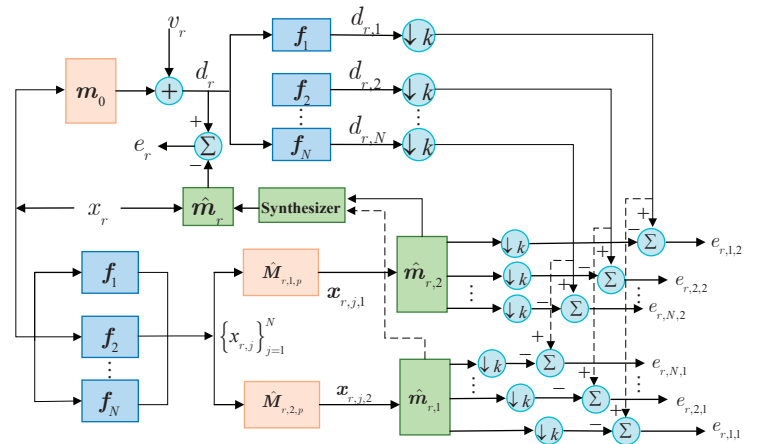 v_r
d_r
f_1
d_{r,1}
↓k
m_0
+
f_2
d_{r,2}
↓k
+
⋮
⋮
e_r
Σ
f_N
d_{r,N}
↓k
−
x_r
m̂_r
Synthesizer
+
−
Σ
e_{r,1,2}
↓k
+
f_1
M̂_{r,1,p}
m̂_{r,2}
↓k
+
−
Σ
e_{r,2,2}
x_{r,j,1}
⋮
↓k
−
Σ
⋮
e_{r,N,2}
f_2
{x_{r,j}}_{j=1}^{N}
+
⋮
↓k
−
Σ
e_{r,N,1}
f_N
M̂_{r,2,p}
x_{r,j,2}
m̂_{r,1}
⋮
↓k
−
+
Σ
⋮
e_{r,2,1}
↓k
−
+
Σ
e_{r,1,1}